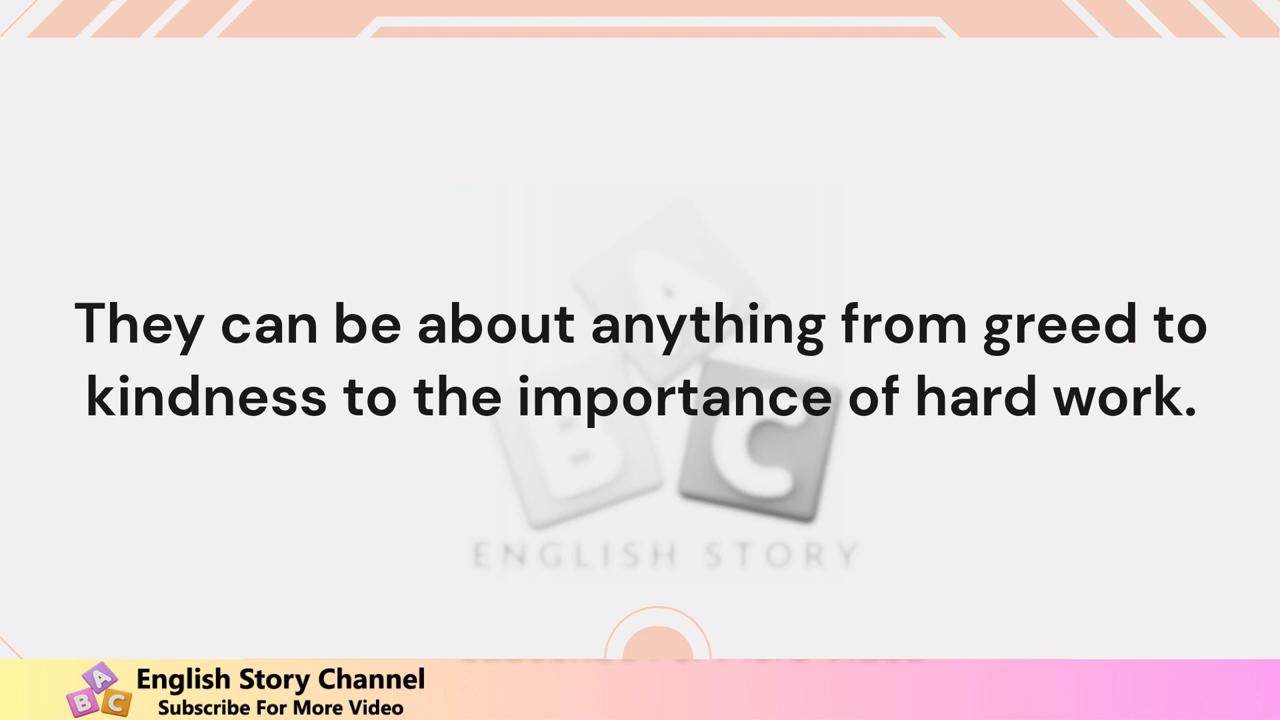 They can be about anything from greed to
kindness to the importance of hard work.
A
B C
ENGLISH STORY
A
B C
English Story Channel
Subscribe For More Video